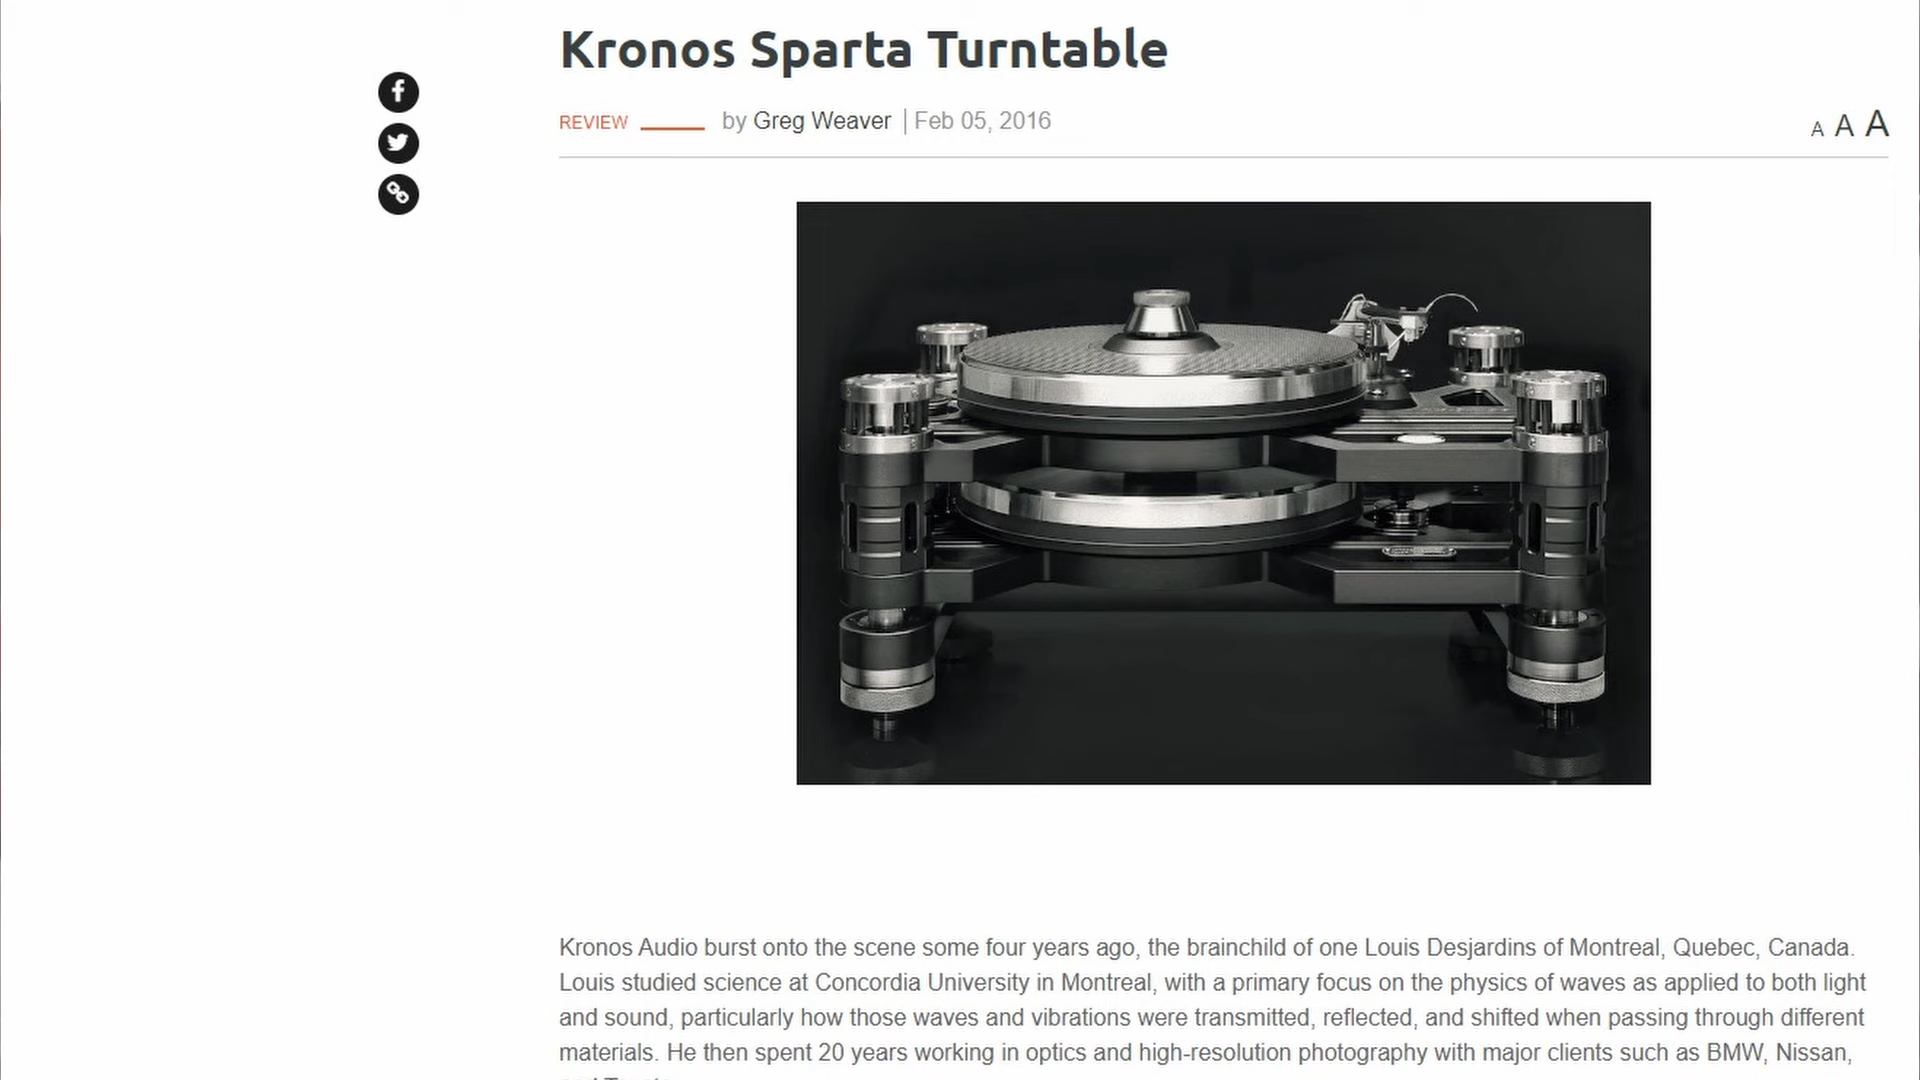 Kronos Sparta Turntable
REVIEW by Greg Weaver | Feb 05, 2016 A A A
Kronos Audio burst onto the scene some four years ago, the brainchild of one Louis Desjardins of Montreal, Quebec, Canada.
Louis studied science at Concordia University in Montreal, with a primary focus on the physics of waves as applied to both light
and sound, particularly how those waves and vibrations were transmitted, reflected, and shifted when passing through different
materials. He then spent 20 years working in optics and high-resolution photography with major clients such as BMW, Nissan,